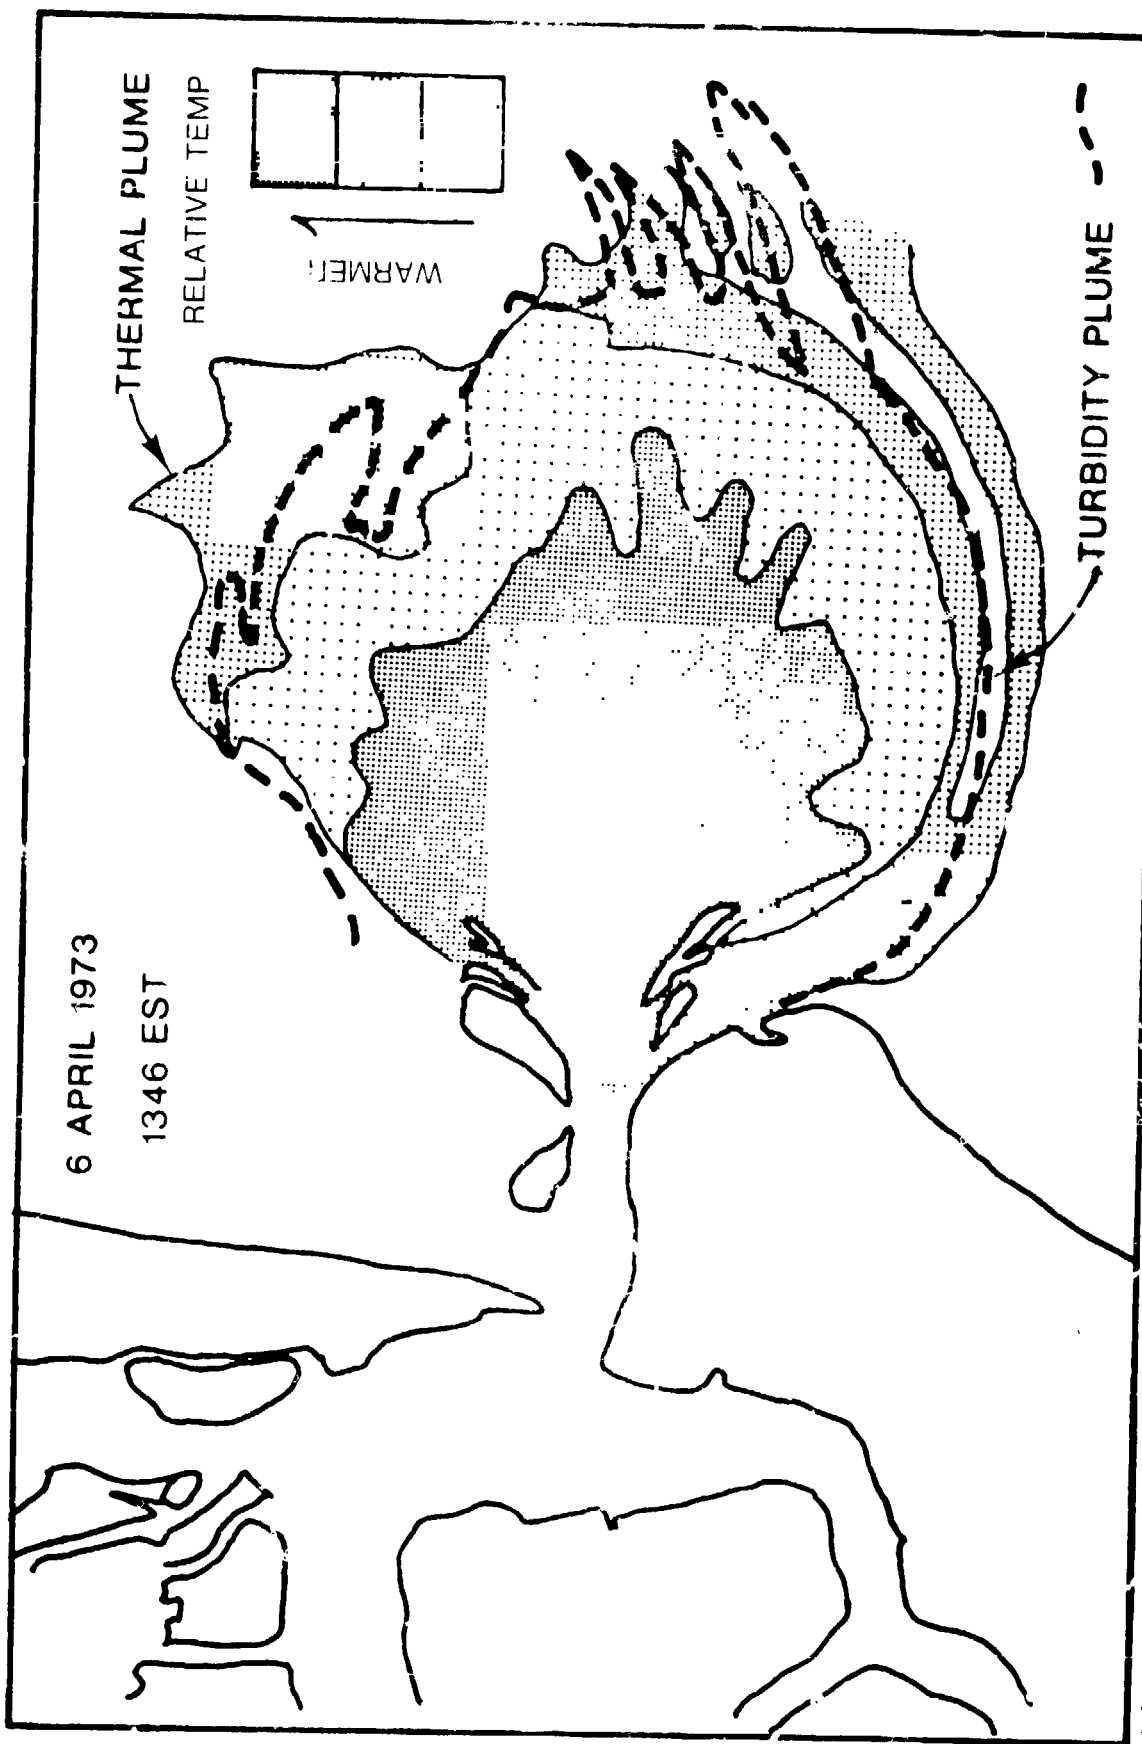 6 APRIL 1973
1346 EST
THERMAL PLUME
RELATIVE TEMP
WARMER
TURBIDITY PLUME